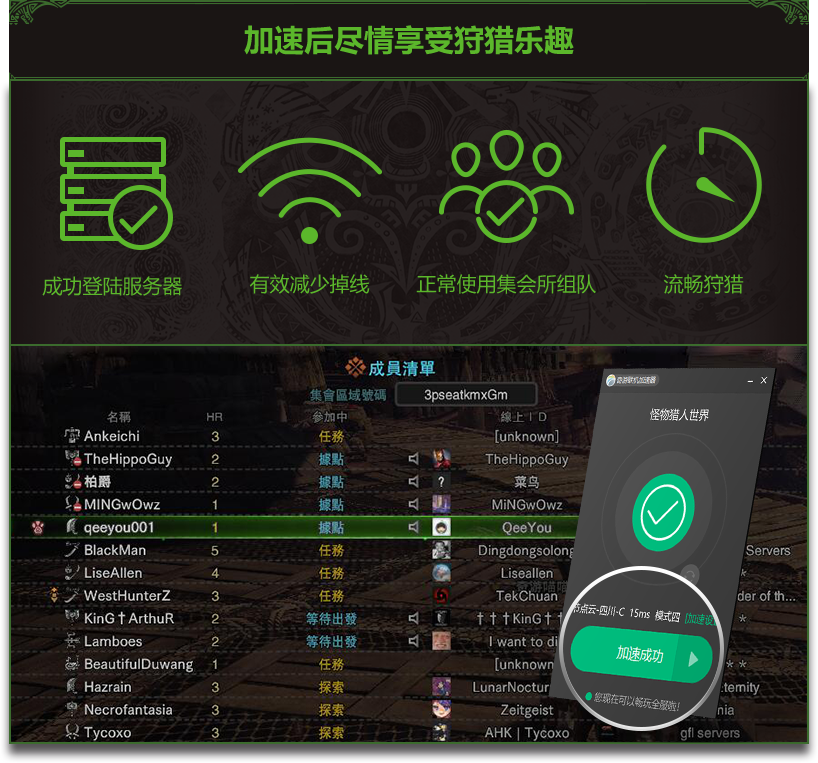 加速后尽情享受狩猎乐趣
成功登陆服务器 有效减少掉线 正常使用集会所组队 流畅狩猎
成員清單
集會區域號碼 3pseatkmxGm
名稱 HR 參加中 線上ID
Ankeichi 3 任務 [unknown]
TheHippoGuy 2 據點 TheHippoGuy
柏爵 2 據點 ? 菜鸟
MINGwOwz 1 據點 MiNGwOwz
qeeyou001 1 據點 QeeYou
BlackMan 5 任務 Dingdongsolong Servers
LiseAllen 4 任務 Liseallen *
WestHunterZ 3 任務 TekChuan der of th...
KinG†ArthuR 2 等待出發 †††KinG† *
Lamboes 2 等待出發 I want to di
BeautifulDuwang 1 任務 [unknown **
Hazrain 3 探索 LunarNoctur ternity
Necrofantasia 3 探索 Zeitgeist nia
Tycoxo 3 探索 AHK | Tycoxo gfl servers
奇游联机加速器
怪物猎人世界
节点云-四川-C 15ms 模式四 [加速设
加速成功
您现在可以畅玩全服啦!